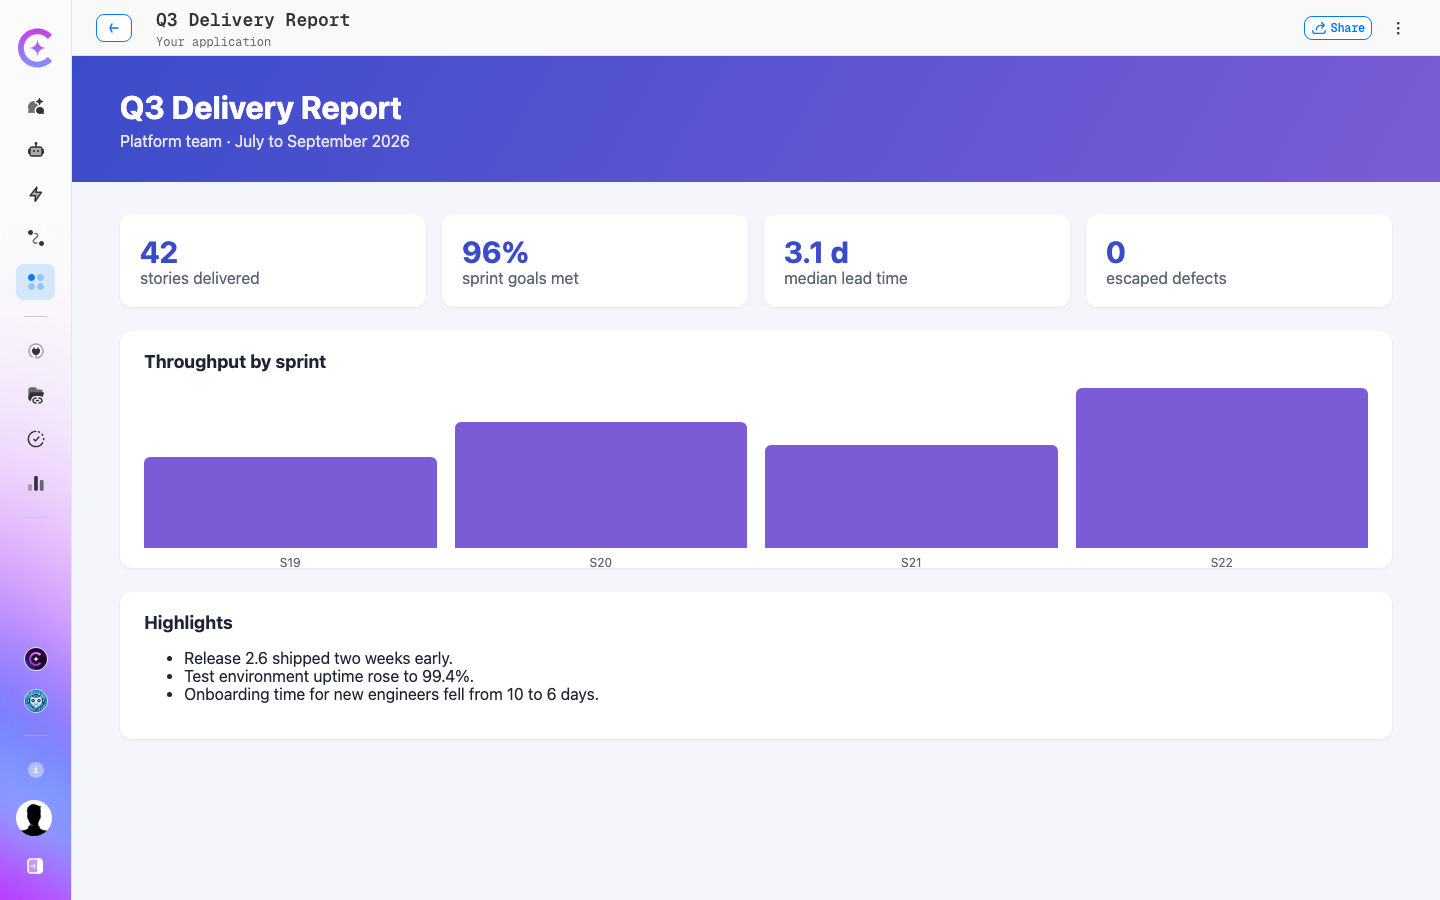 Q3 Delivery Report
Your application
Share
Q3 Delivery Report
Platform team · July to September 2026
42
stories delivered
96%
sprint goals met
3.1 d
median lead time
0
escaped defects
Throughput by sprint
S19
S20
S21
S22
Highlights
• Release 2.6 shipped two weeks early.
• Test environment uptime rose to 99.4%.
• Onboarding time for new engineers fell from 10 to 6 days.